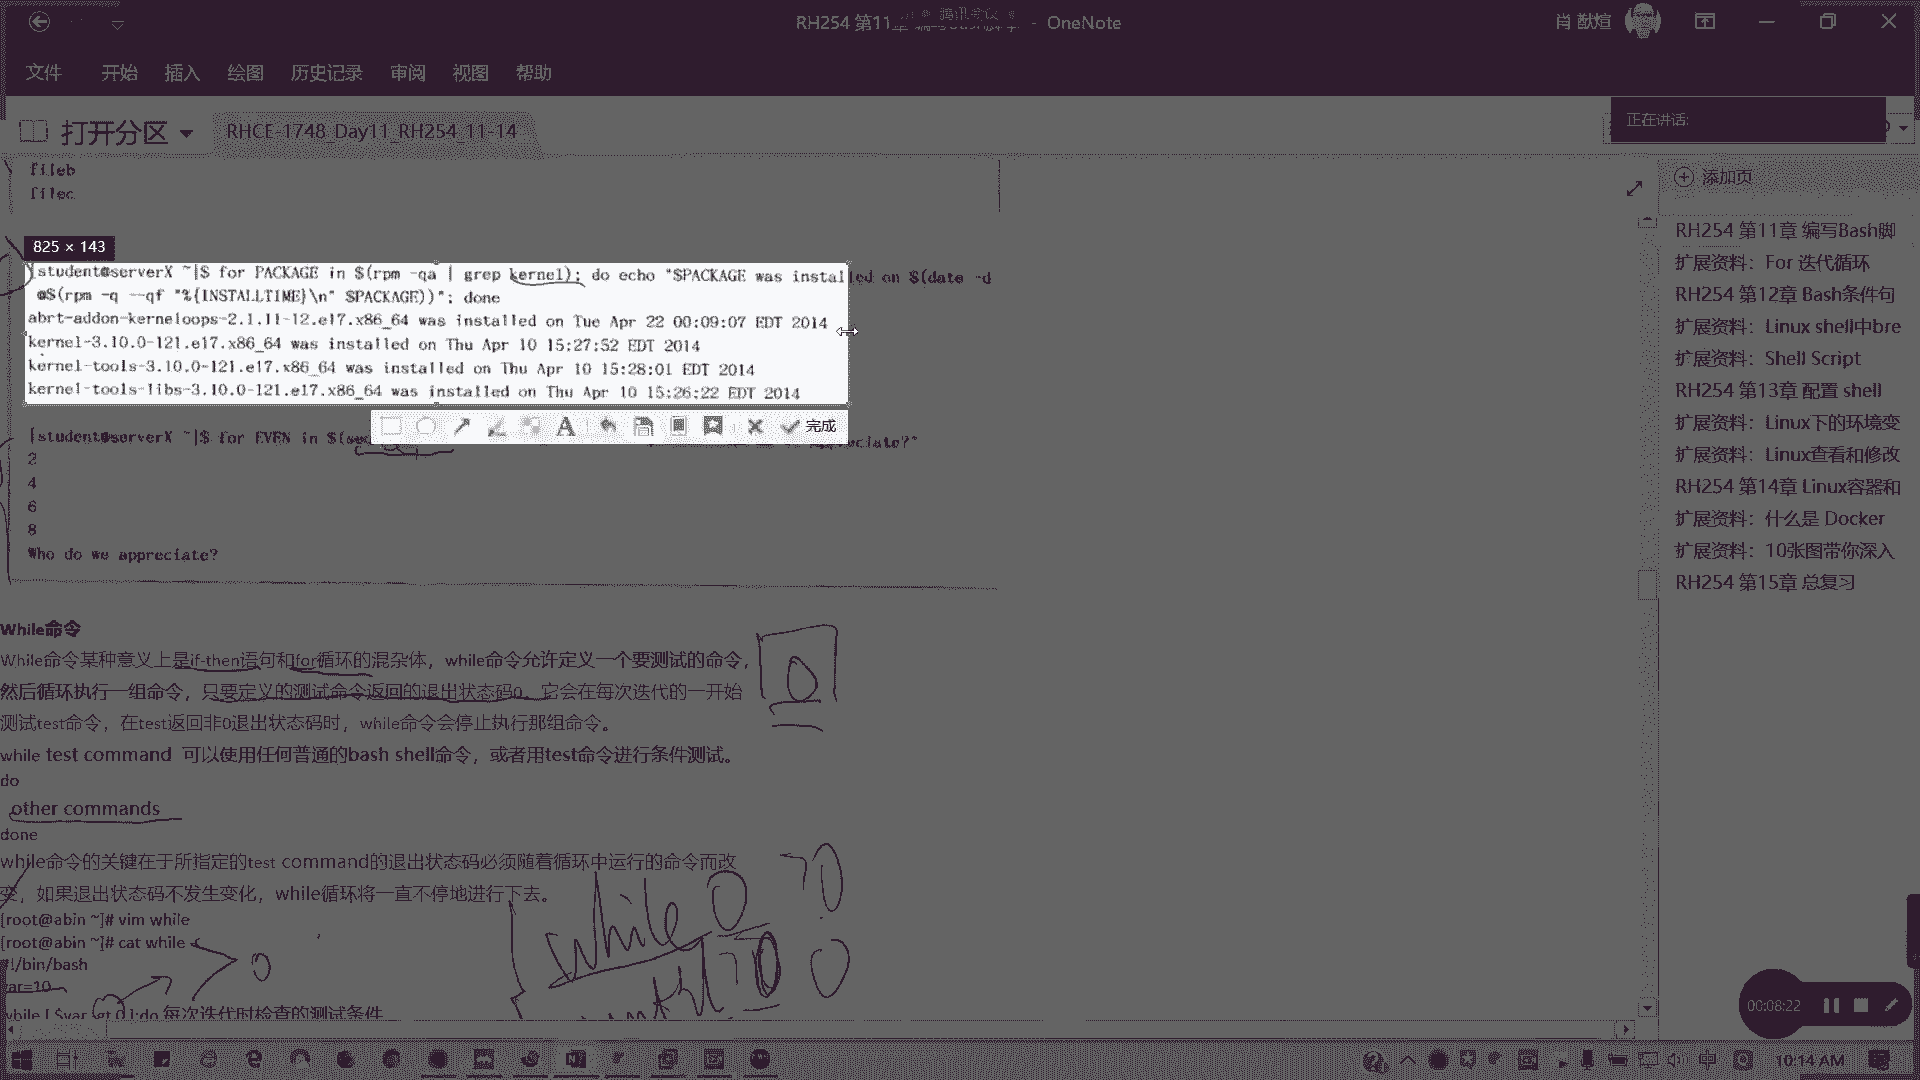 RH254 第11
- OneNote
肖 猷煊
文件 开始 插入 绘图 历史记录 审阅 视图 帮助
打开分区 RHCE-1748_Day11_RH254_11-14
正在讲话:
添加页
fileb
filec
825 × 143
[student@serverX ~]$ for PACKAGE in $(rpm -qa | grep kernel); do echo "$PACKAGE was installed on $(date -d
@$(rpm -q --qf "%{INSTALLTIME}\n" $PACKAGE))"; done
abrt-addon-kerneloops-2.1.11-12.el7.x86_64 was installed on Tue Apr 22 00:09:07 EDT 2014
kernel-3.10.0-121.el7.x86_64 was installed on Thu Apr 10 15:27:52 EDT 2014
kernel-tools-3.10.0-121.el7.x86_64 was installed on Thu Apr 10 15:28:01 EDT 2014
kernel-tools-libs-3.10.0-121.el7.x86_64 was installed on Thu Apr 10 15:26:22 EDT 2014
A 完成
[student@serverX ~]$ for EVEN in
2
4
6
8
Who do we appreciate?
While命令
While命令某种意义上是if-then语句和for循环的混杂体，while命令允许定义一个要测试的命令，
然后循环执行一组命令，只要定义的测试命令返回的退出状态码0。它会在每次迭代的一开始
测试test命令，在test返回非0退出状态码时，while命令会停止执行那组命令。
while test command 可以使用任何普通的bash shell命令，或者用test命令进行条件测试。
do
other commands
done
while命令的关键在于所指定的test command的退出状态码必须随着循环中运行的命令而改
变，如果退出状态码不发生变化，while循环将一直不停地进行下去。
[root@abin ~]# vim while
[root@abin ~]# cat while
#!/bin/bash
var=10
while [ $var -gt 0 ];do 每次迭代时检查的测试条件
while 0
0
0
RH254 第11章 编写Bash脚
扩展资料：For 迭代循环
RH254 第12章 Bash条件句
扩展资料：Linux shell中bre
扩展资料：Shell Script
RH254 第13章 配置 shell
扩展资料：Linux下的环境变
扩展资料：Linux查看和修改
RH254 第14章 Linux容器和
扩展资料：什么是 Docker
扩展资料：10张图带你深入
RH254 第15章 总复习
00:08:22
中
10:14 AM